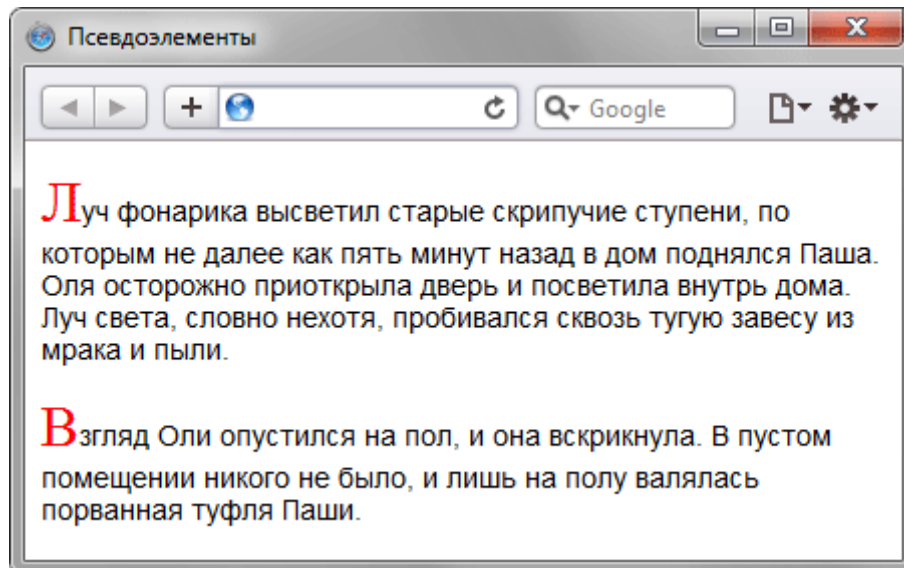 Псевдоэлементы
Google
Луч фонарика высветил старые скрипучие ступени, по
которым не далее как пять минут назад в дом поднялся Паша.
Оля осторожно приоткрыла дверь и посветила внутрь дома.
Луч света, словно нехотя, пробивался сквозь тугую завесу из
мрака и пыли.
Взгляд Оли опустился на пол, и она вскрикнула. В пустом
помещении никого не было, и лишь на полу валялась
порванная туфля Паши.